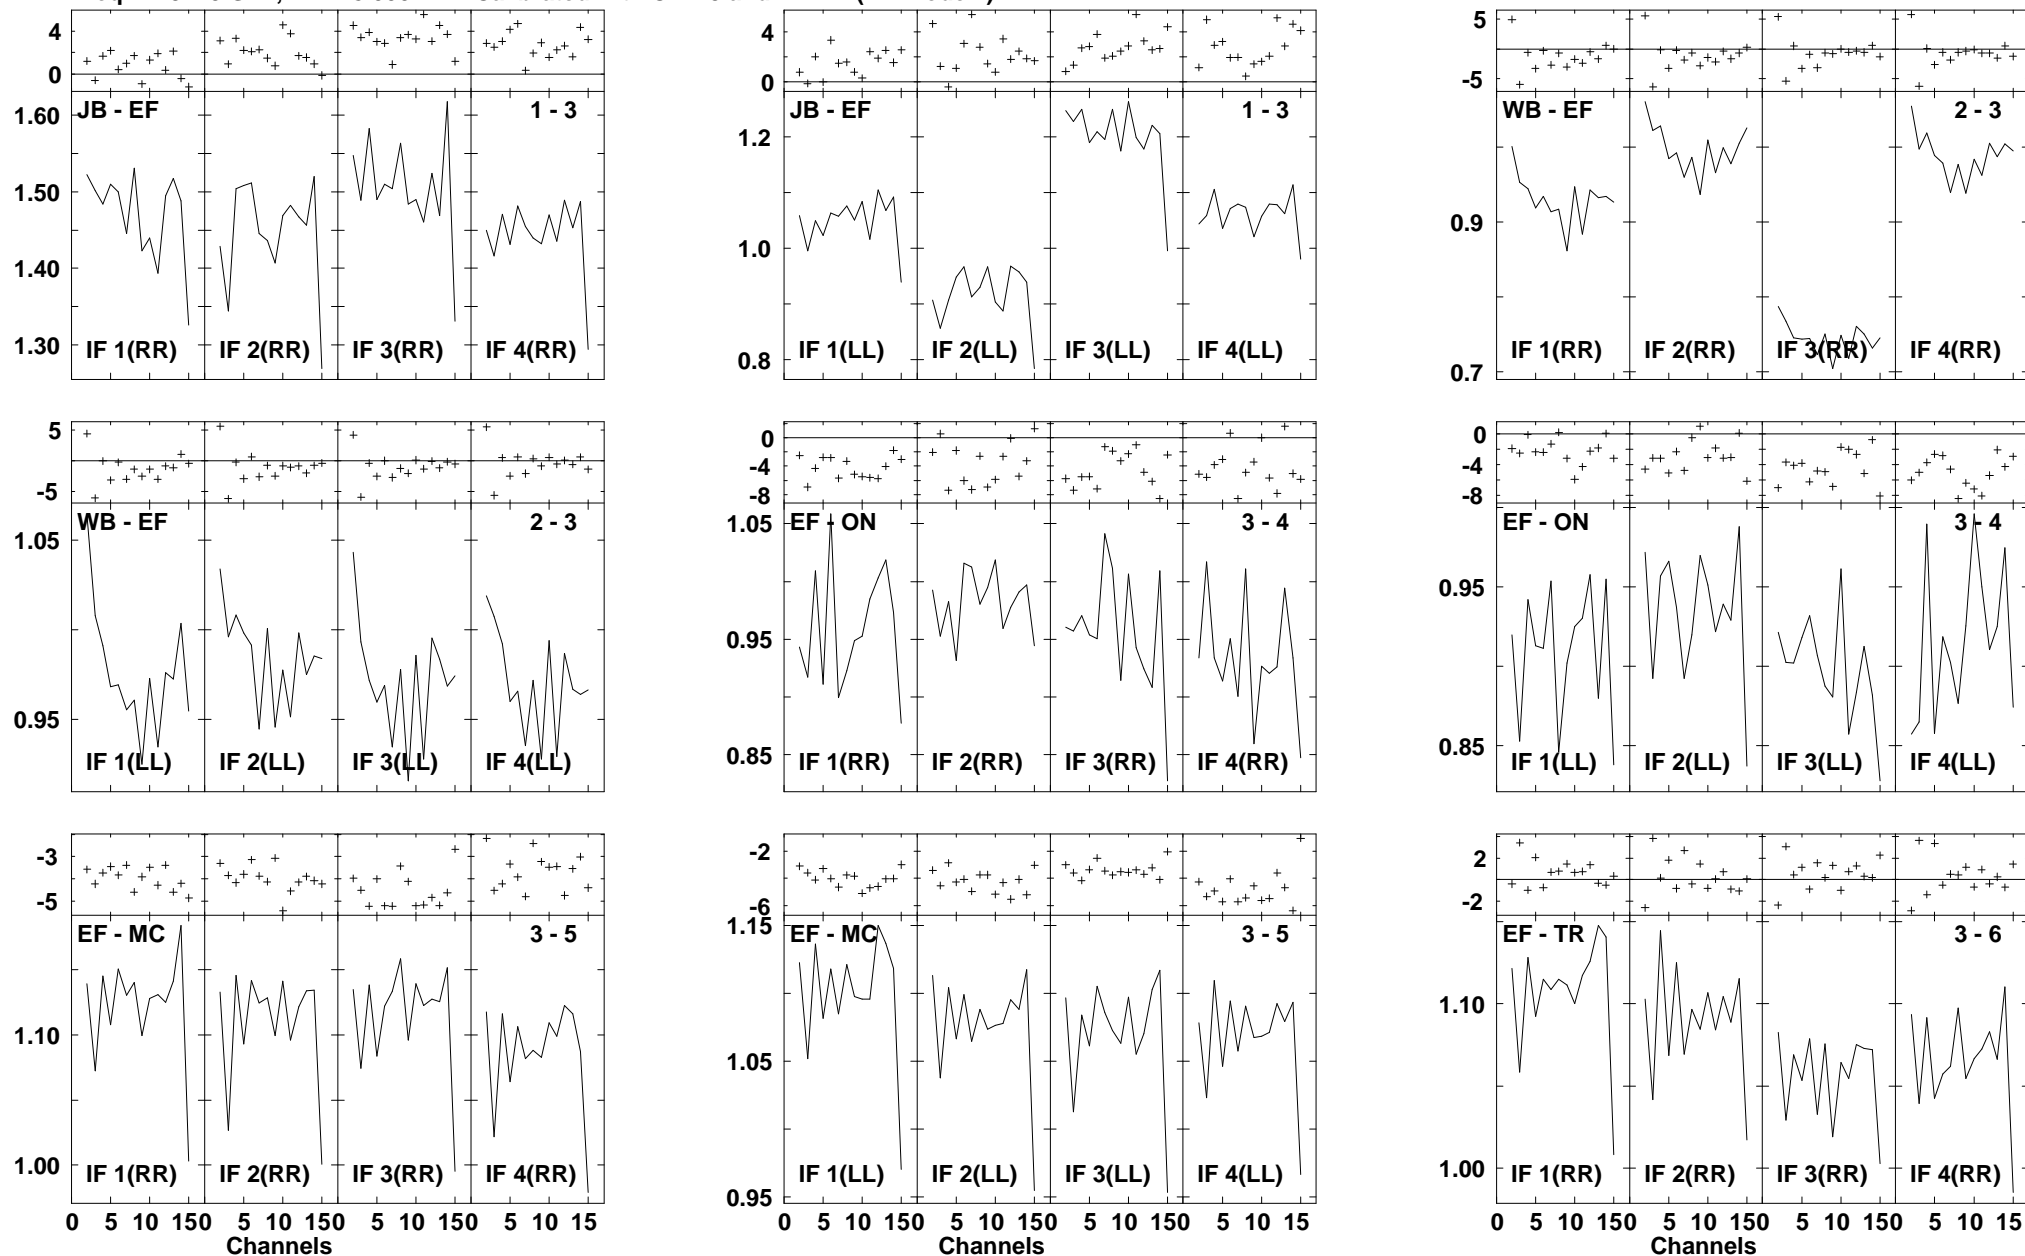 4
0
JB - EF
1 - 3
1.60
1.50
1.40
1.30
IF 1(RR)
IF 2(RR)
IF 3(RR)
IF 4(RR)
4
2
0
JB - EF
1 - 3
1.2
1.0
0.8
IF 1(LL)
IF 2(LL)
IF 3(LL)
IF 4(LL)
5
-5
WB - EF
2 - 3
0.9
0.7
IF 1(RR)
IF 2(RR)
IF 3(RR)
IF 4(RR)
5
-5
WB - EF
2 - 3
1.05
0.95
IF 1(LL)
IF 2(LL)
IF 3(LL)
IF 4(LL)
0
-4
-8
EF - ON
3 - 4
1.05
0.95
0.85
IF 1(RR)
IF 2(RR)
IF 3(RR)
IF 4(RR)
0
-4
-8
EF - ON
3 - 4
0.95
0.85
IF 1(LL)
IF 2(LL)
IF 3(LL)
IF 4(LL)
-3
-5
EF - MC
3 - 5
1.10
1.00
IF 1(RR)
IF 2(RR)
IF 3(RR)
IF 4(RR)
0 5 10 150 5 10 150 5 10 150 5 10 15
Channels
-2
-6
EF - MC
3 - 5
1.15
1.05
0.95
IF 1(LL)
IF 2(LL)
IF 3(LL)
IF 4(LL)
0 5 10 150 5 10 150 5 10 150 5 10 15
Channels
2
-2
EF - TR
3 - 6
1.10
1.00
IF 1(RR)
IF 2(RR)
IF 3(RR)
IF 4(RR)
0 5 10 150 5 10 150 5 10 150 5 10 15
Channels